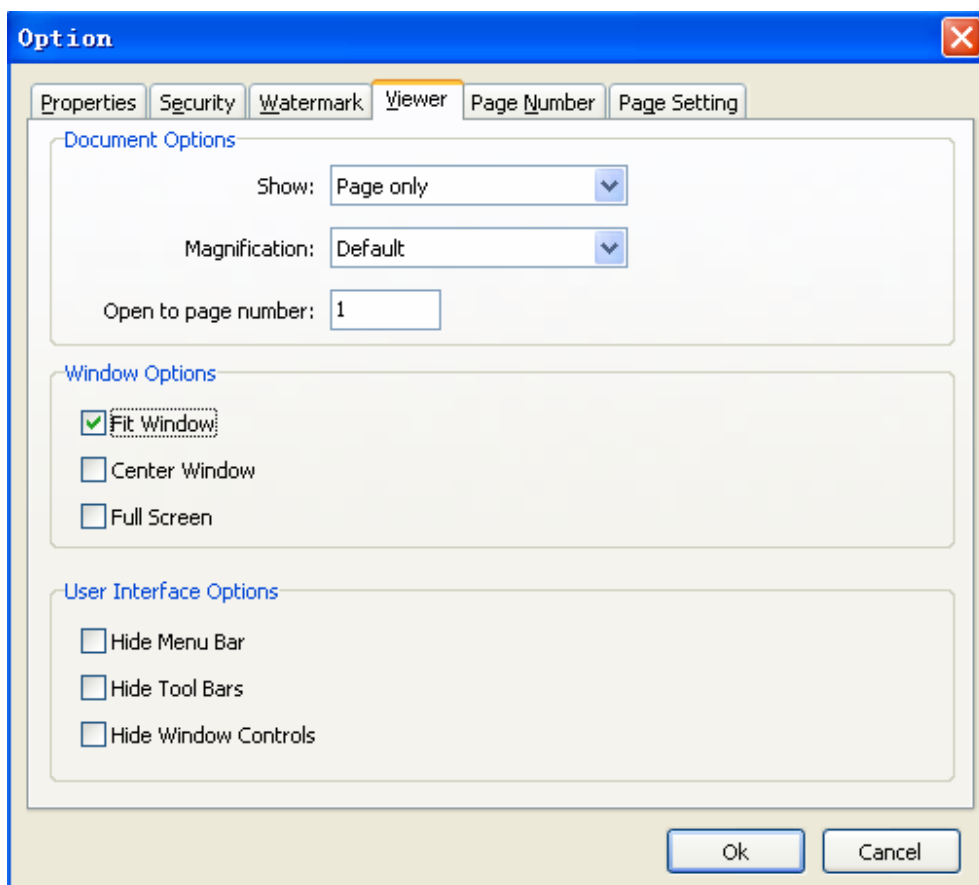 Option
Properties Security Watermark Viewer Page Number Page Setting
Document Options
Show: Page only
Magnification: Default
Open to page number: 1
Window Options
Fit Window
Center Window
Full Screen
User Interface Options
Hide Menu Bar
Hide Tool Bars
Hide Window Controls
Ok Cancel